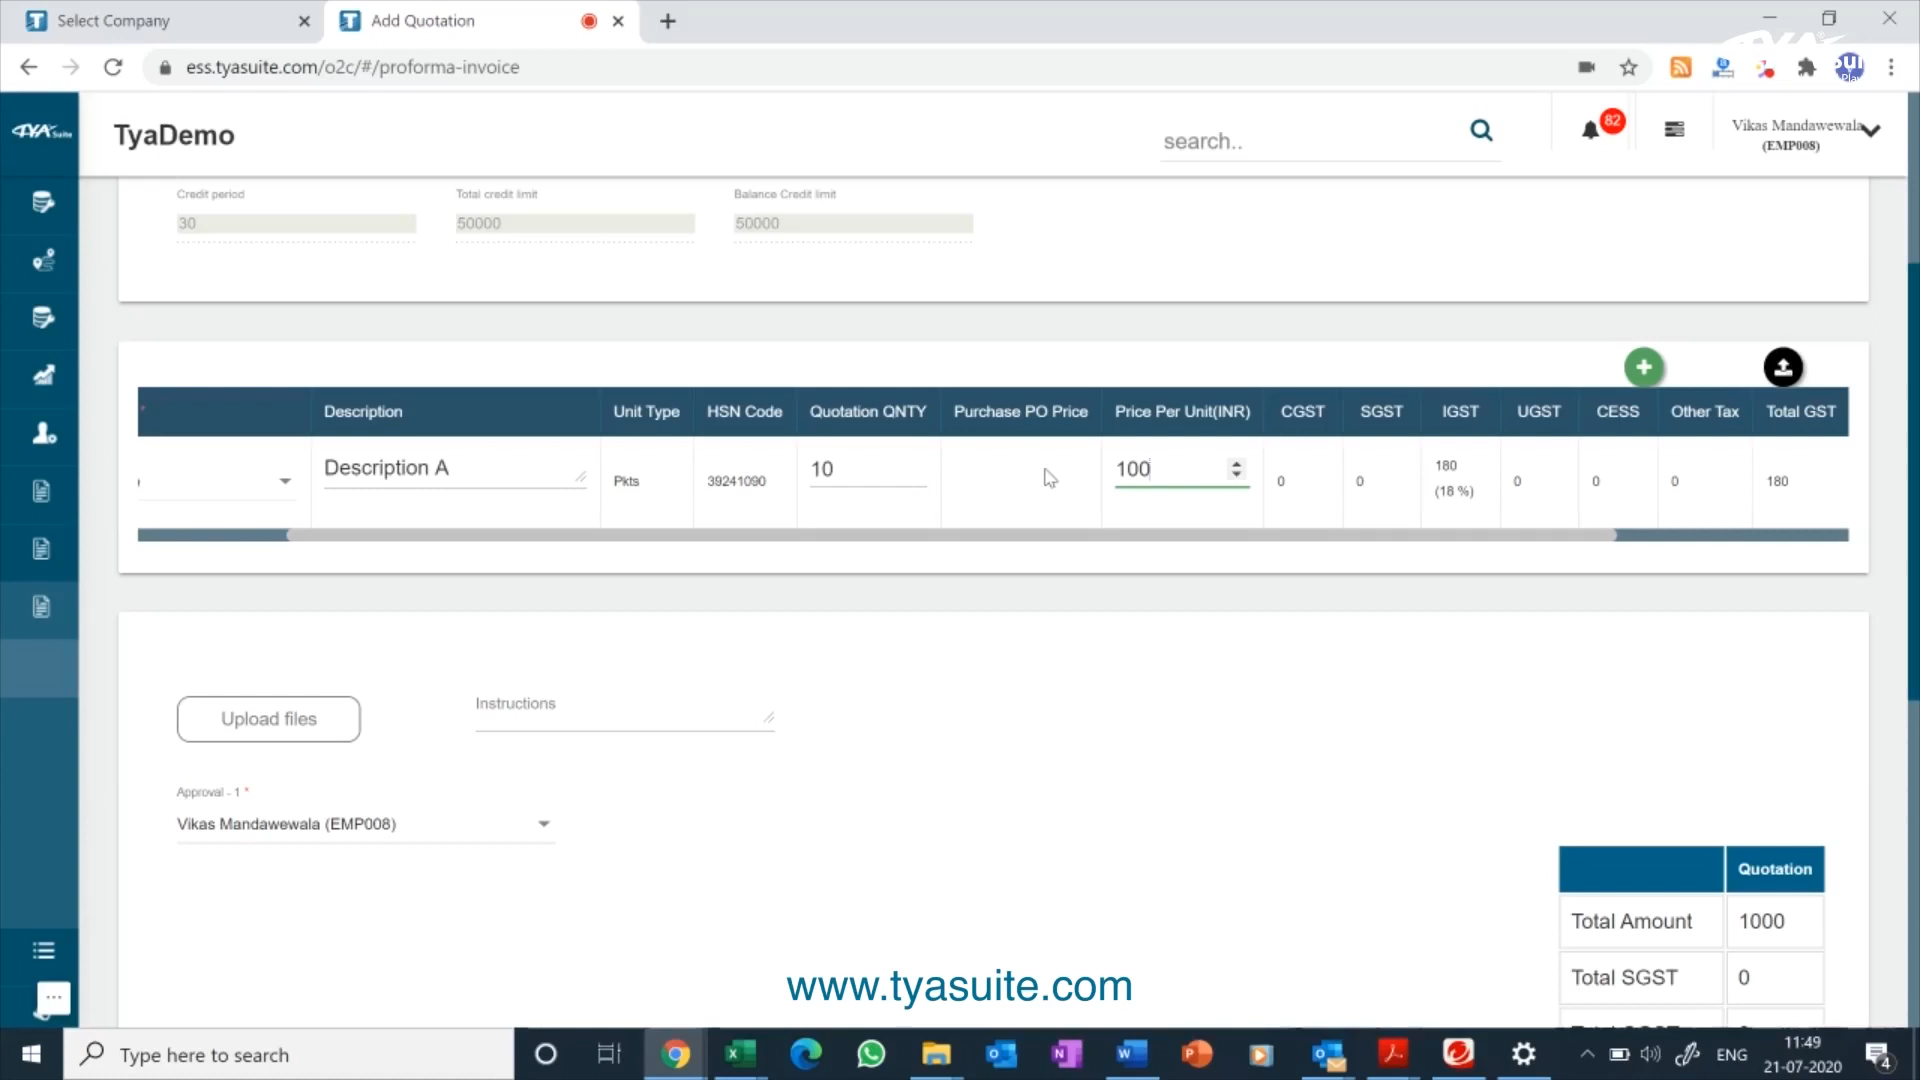 Select Company
Add Quotation
ess.tyasuite.com/o2c/#/proforma-invoice
TYA Suite
TyaDemo
search..
82
Vikas Mandawewala
(EMP008)
Credit period
Total credit limit
Balance Credit limit
30
50000
50000
Description
Unit Type
HSN Code
Quotation QNTY
Purchase PO Price
Price Per Unit(INR)
CGST
SGST
IGST
UGST
CESS
Other Tax
Total GST
Description A
Pkts
39241090
10
100
0
0
180
(18 %)
0
0
0
180
Upload files
Instructions
Approval - 1 *
Vikas Mandawewala (EMP008)
Quotation
Total Amount
1000
Total SGST
0
www.tyasuite.com
Type here to search
ENG
11:49
21-07-2020
4